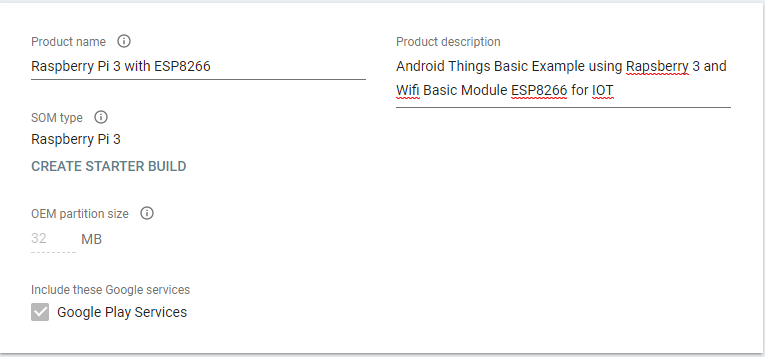 Product name
Raspberry Pi 3 with ESP8266
Product description
Android Things Basic Example using Rapsberry 3 and
Wifi Basic Module ESP8266 for IOT
SOM type
Raspberry Pi 3
CREATE STARTER BUILD
OEM partition size
32 MB
Include these Google services
Google Play Services